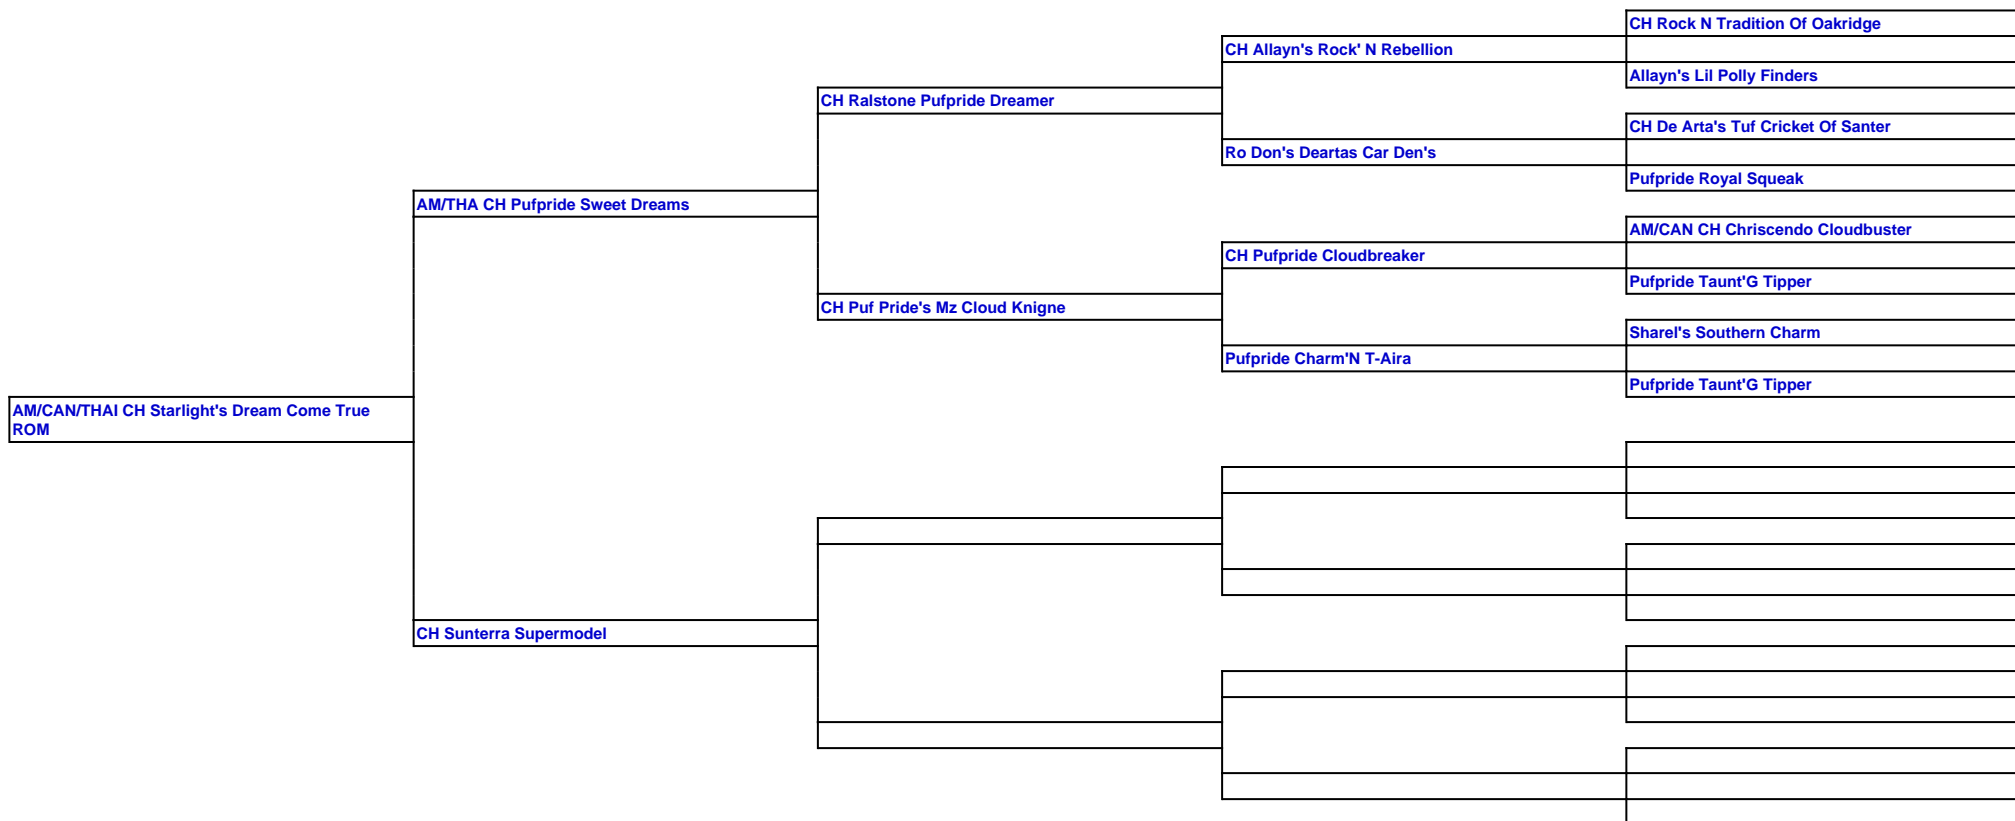 CH Rock N Tradition Of Oakridge
CH Allayn's Rock' N Rebellion
Allayn's Lil Polly Finders
CH Ralstone Pufpride Dreamer
CH De Arta's Tuf Cricket Of Santer
Ro Don's Deartas Car Den's
Pufpride Royal Squeak
AM/THA CH Pufpride Sweet Dreams
AM/CAN CH Chriscendo Cloudbuster
CH Pufpride Cloudbreaker
Pufpride Taunt'G Tipper
CH Puf Pride's Mz Cloud Knigne
Sharel's Southern Charm
Pufpride Charm'N T-Aira
Pufpride Taunt'G Tipper
AM/CAN/THAI CH Starlight's Dream Come True
ROM
CH Sunterra Supermodel